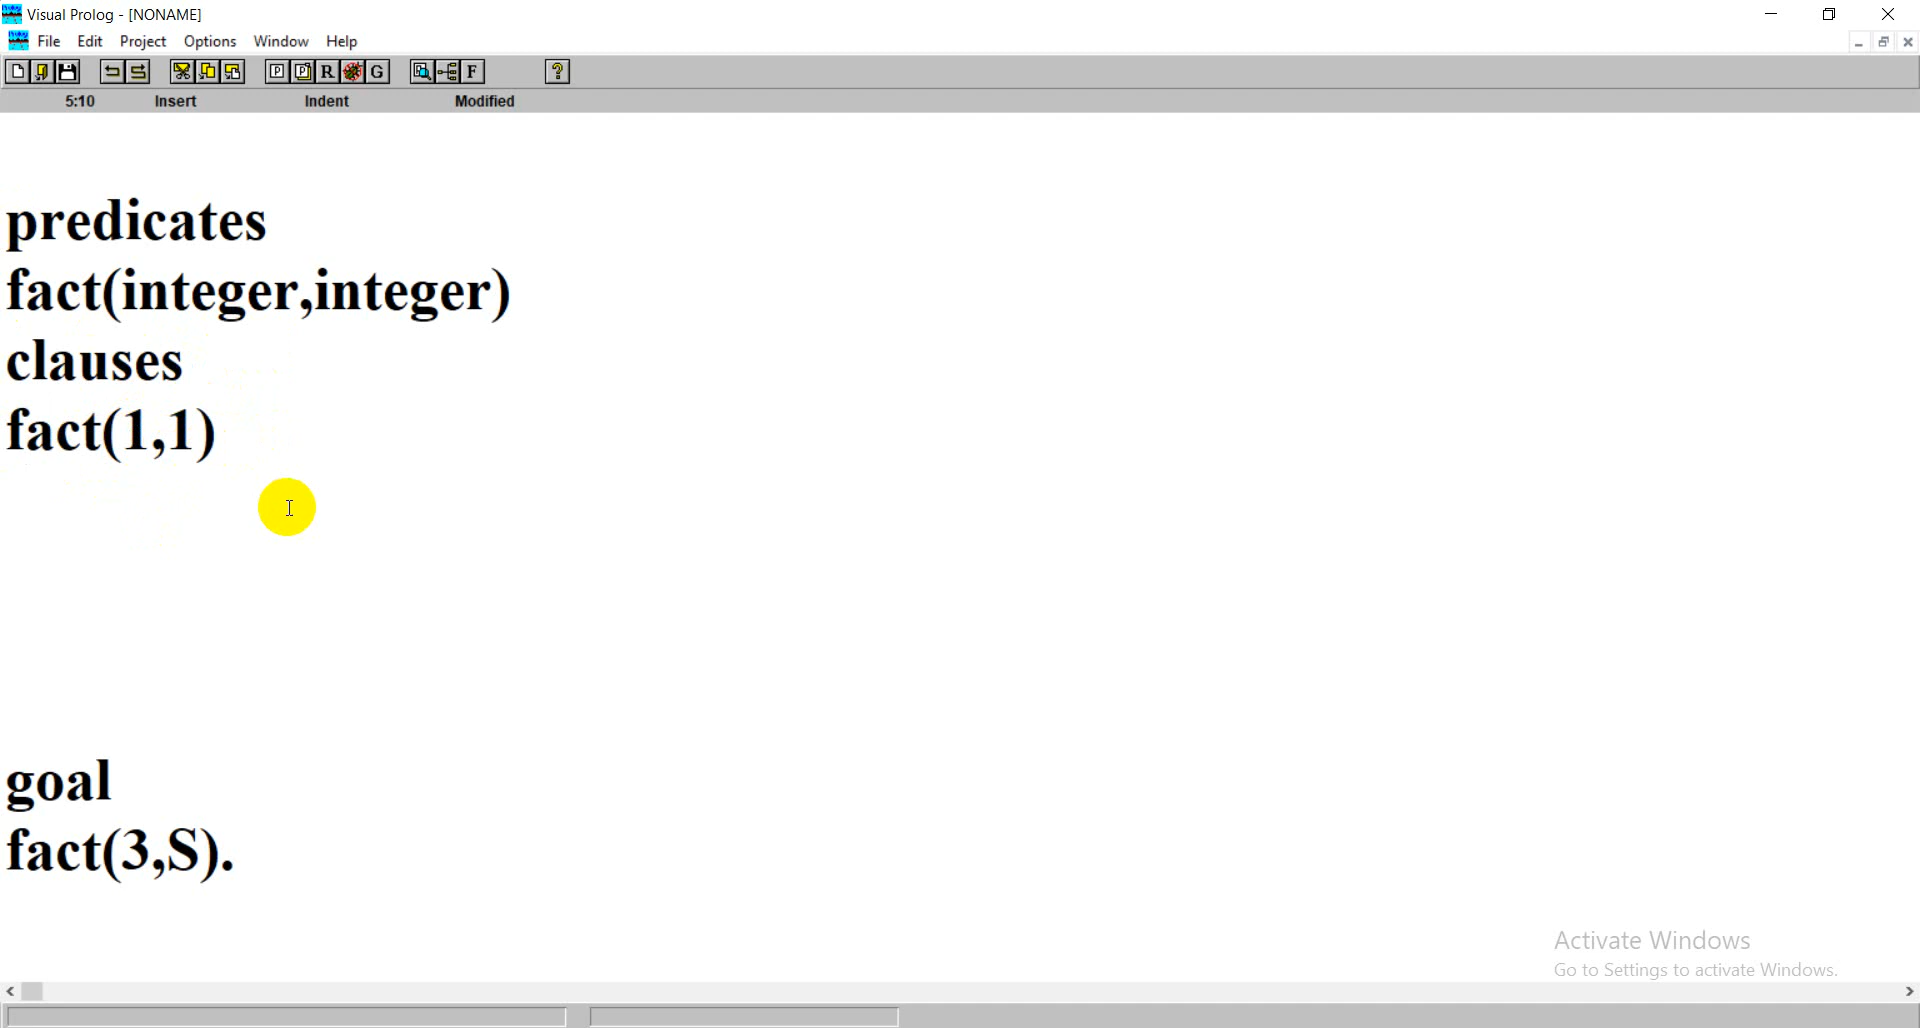 Visual Prolog - [NONAME]
File Edit Project Options Window Help
P P R G F ?
5:10 Insert Indent Modified
predicates
fact(integer,integer)
clauses
fact(1,1)
goal
fact(3,S).
Activate Windows
Go to Settings to activate Windows.